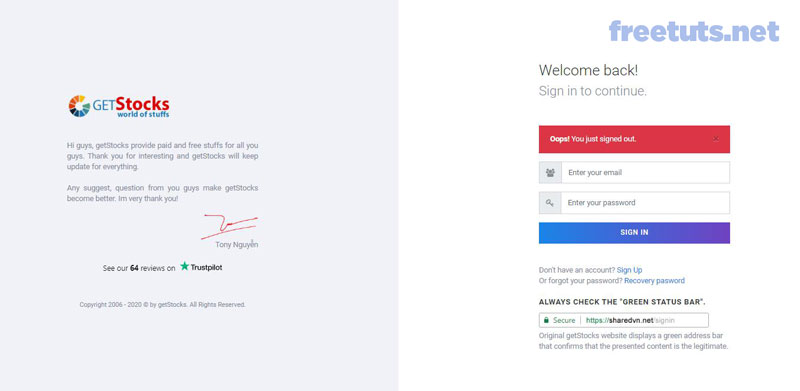 freetuts.net
GETStocks
world of stuffs
Hi guys, getStocks provide paid and free stuffs for all you
guys. Thank you for interesting and getStocks will keep
update for everything.
Any suggest, question from you guys make getStocks
become better. Im very thank you!
Tony Nguyễn
See our 64 reviews on Trustpilot
Copyright 2006 - 2020 © by getStocks. All Rights Reserved.
Welcome back!
Sign in to continue.
Oops! You just signed out. ×
Enter your email
Enter your password
SIGN IN
Don't have an account? Sign Up
Or forgot your password? Recovery pasword
ALWAYS CHECK THE "GREEN STATUS BAR".
Secure | https://sharedvn.net/aignin
Original getStocks website displays a green address bar
that confirms that the presented content is the legitimate.